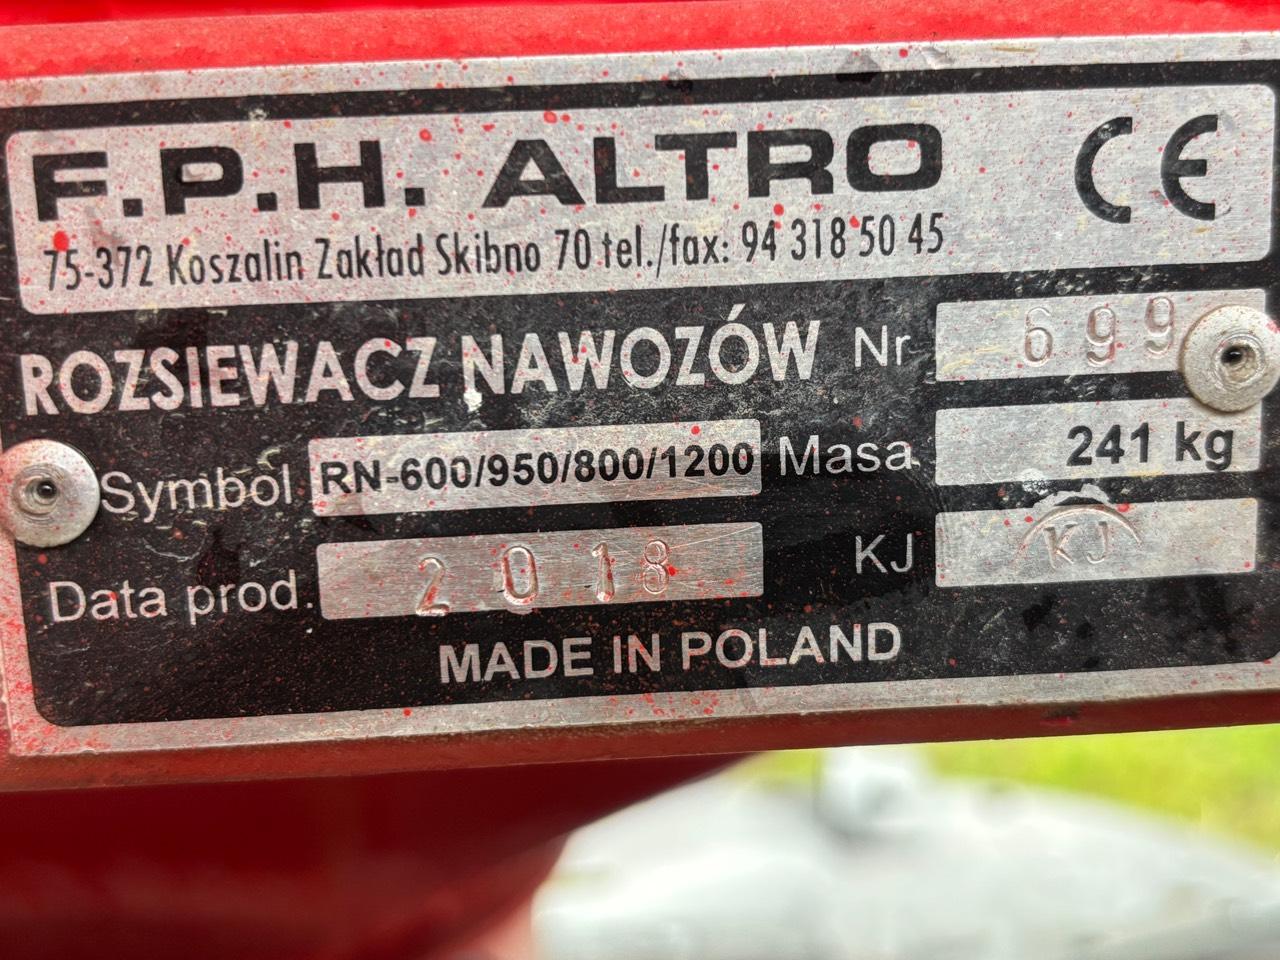 F.P.H. ALTRO CE
75-372 Koszalin Zakład Skibno 70 tel./fax: 94 318 50 45
ROZSIEWACZ NAWOZÓW Nr 699
Symbol RN-600/950/800/1200 Masa 241 kg
Data prod. 2018 KJ KJ
MADE IN POLAND